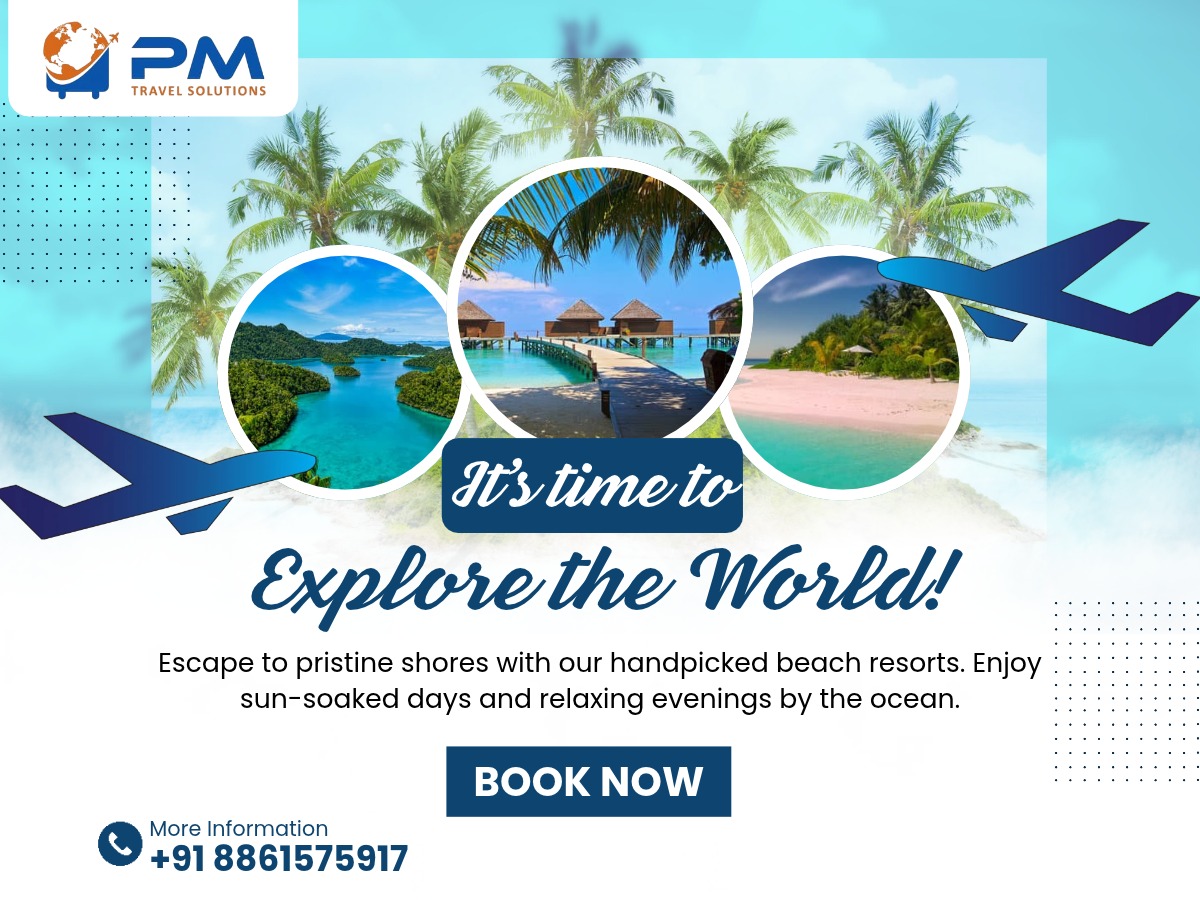 PM
TRAVEL SOLUTIONS
It's time to
Explore the World!
Escape to pristine shores with our handpicked beach resorts. Enjoy
sun-soaked days and relaxing evenings by the ocean.
BOOK NOW
More Information
+91 8861575917